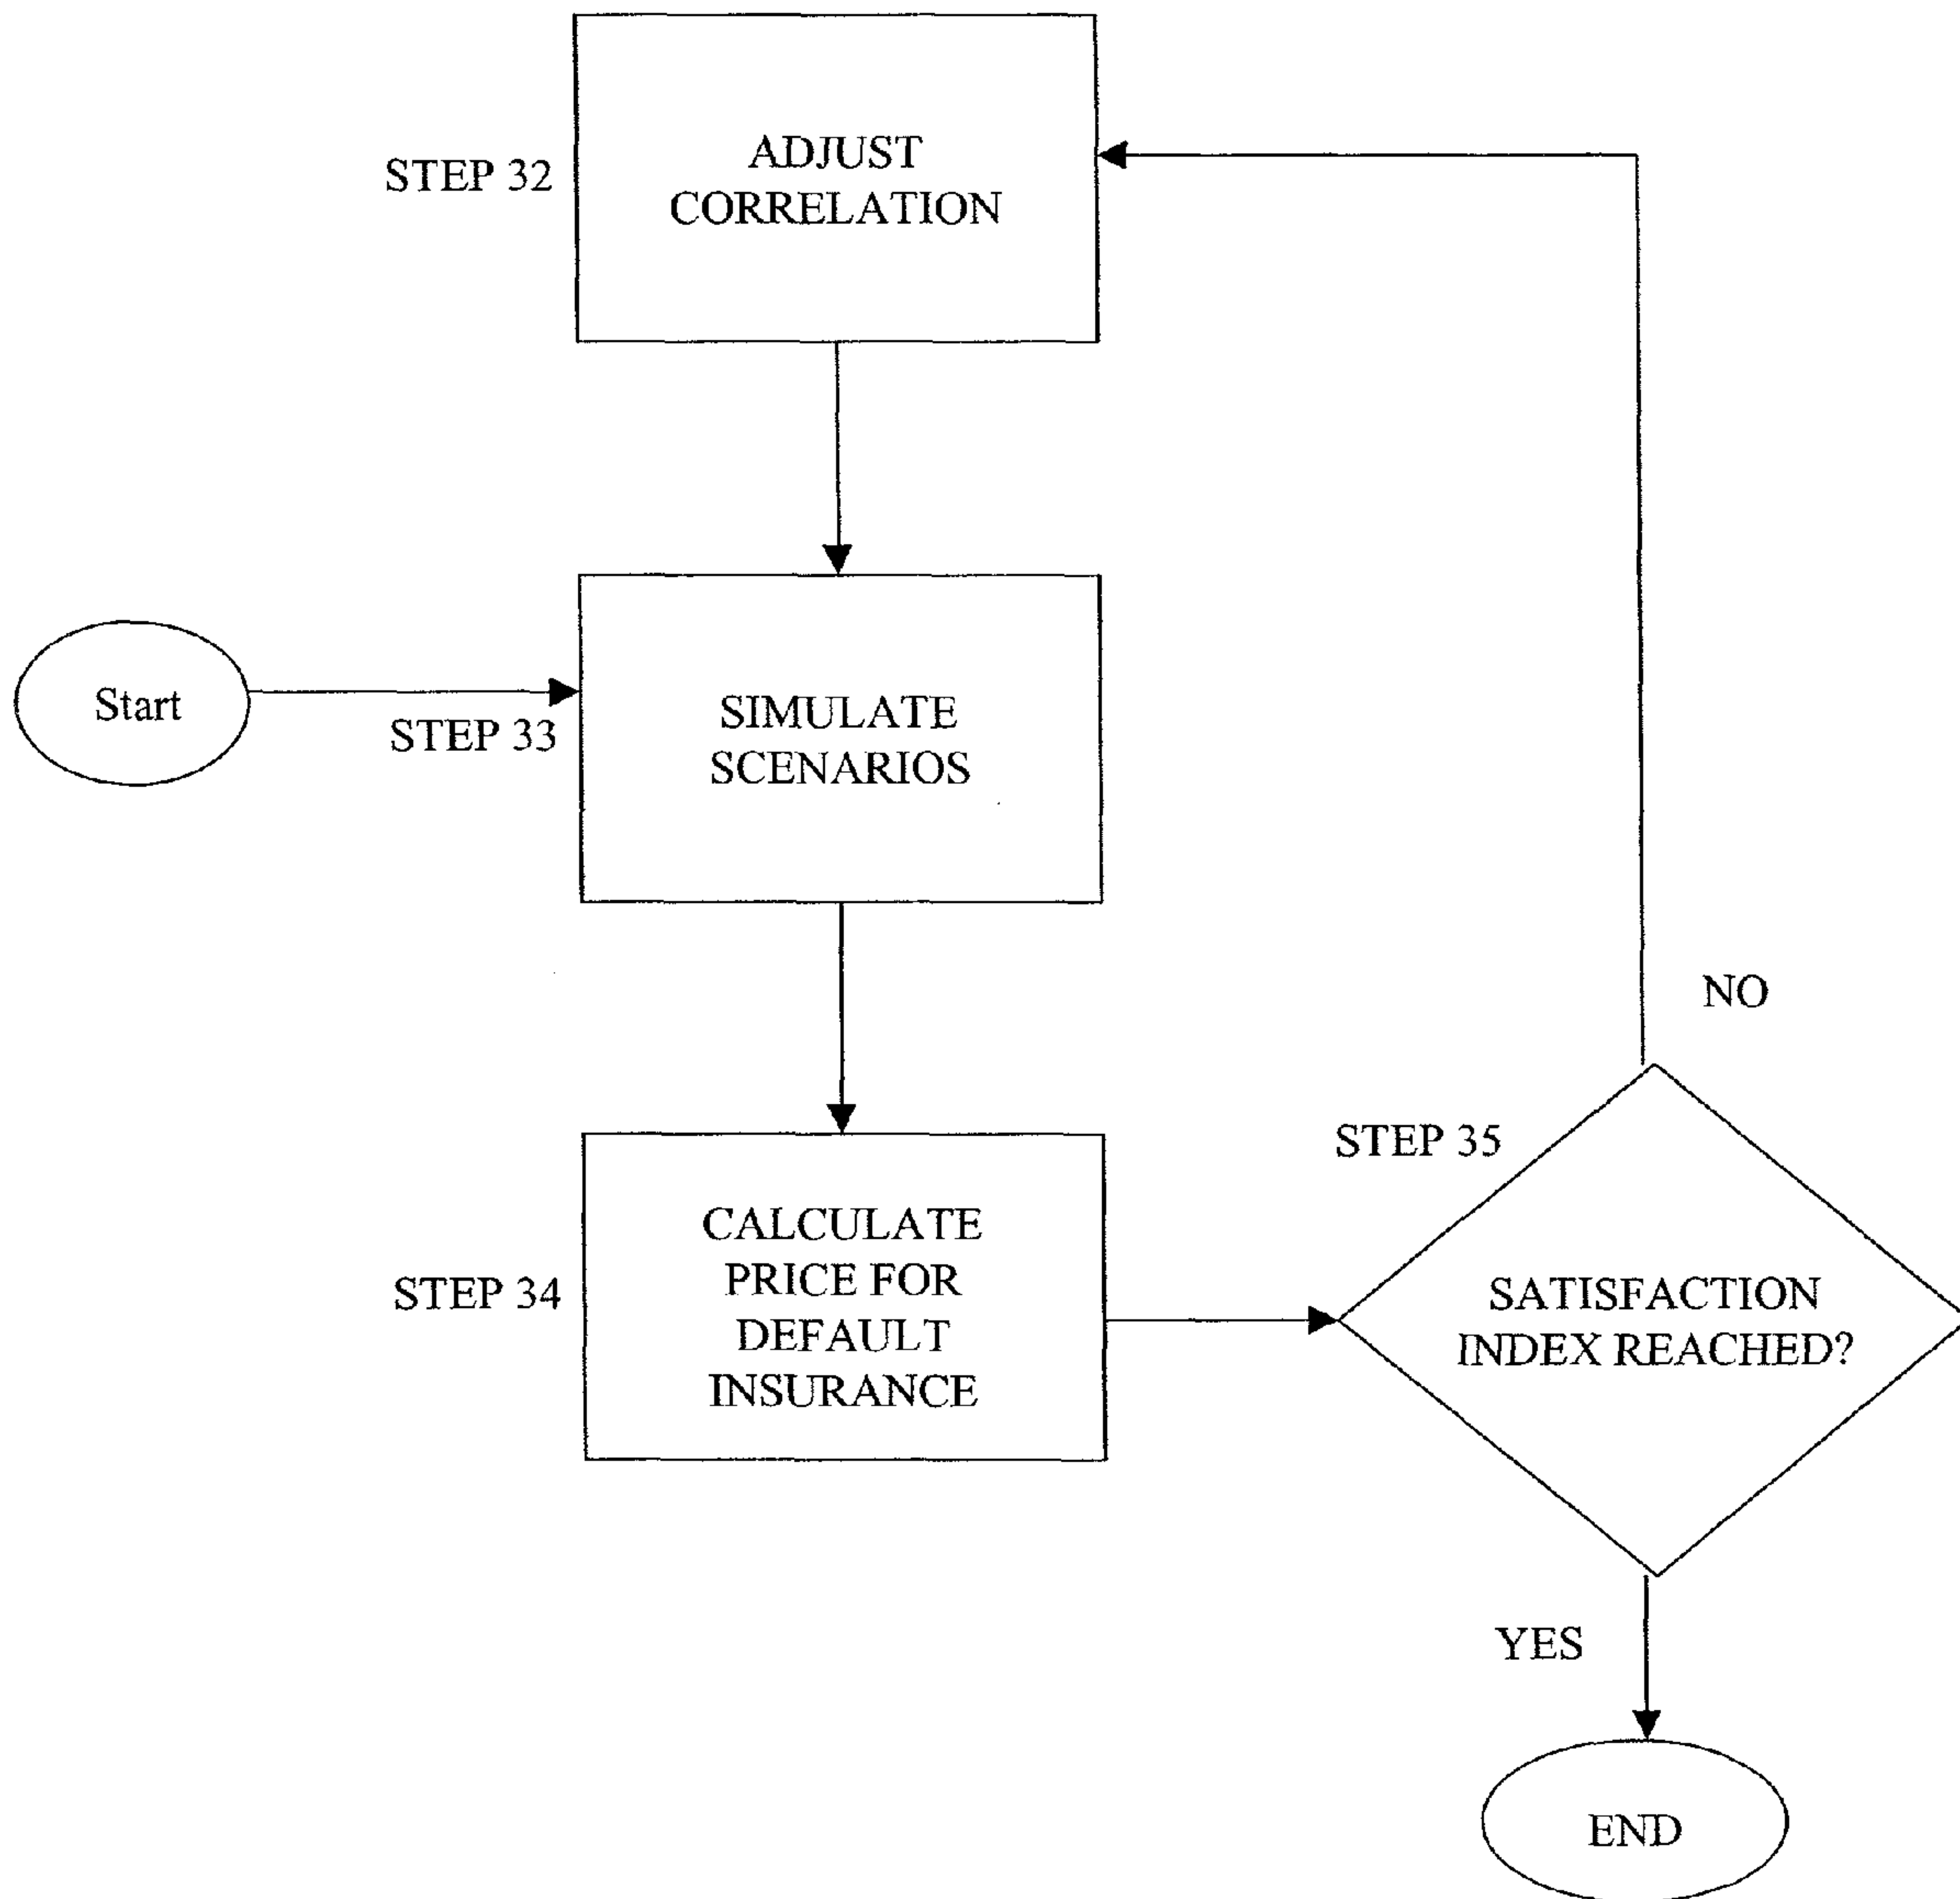 STEP 32
ADJUST
CORRELATION
Start
STEP 33
SIMULATE
SCENARIOS
NO
STEP 34
CALCULATE
PRICE FOR
DEFAULT
INSURANCE
STEP 35
SATISFACTION
INDEX REACHED?
YES
END